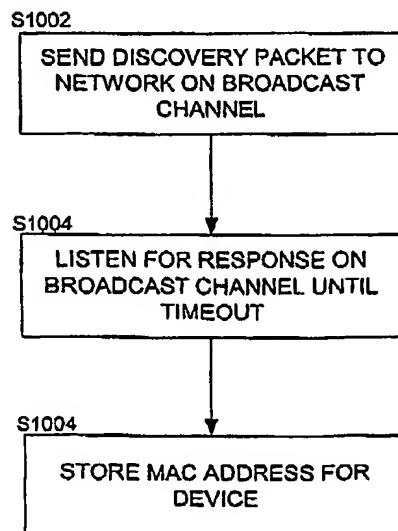 S1002
SEND DISCOVERY PACKET TO
NETWORK ON BROADCAST
CHANNEL
S1004
LISTEN FOR RESPONSE ON
BROADCAST CHANNEL UNTIL
TIMEOUT
S1004
STORE MAC ADDRESS FOR
DEVICE